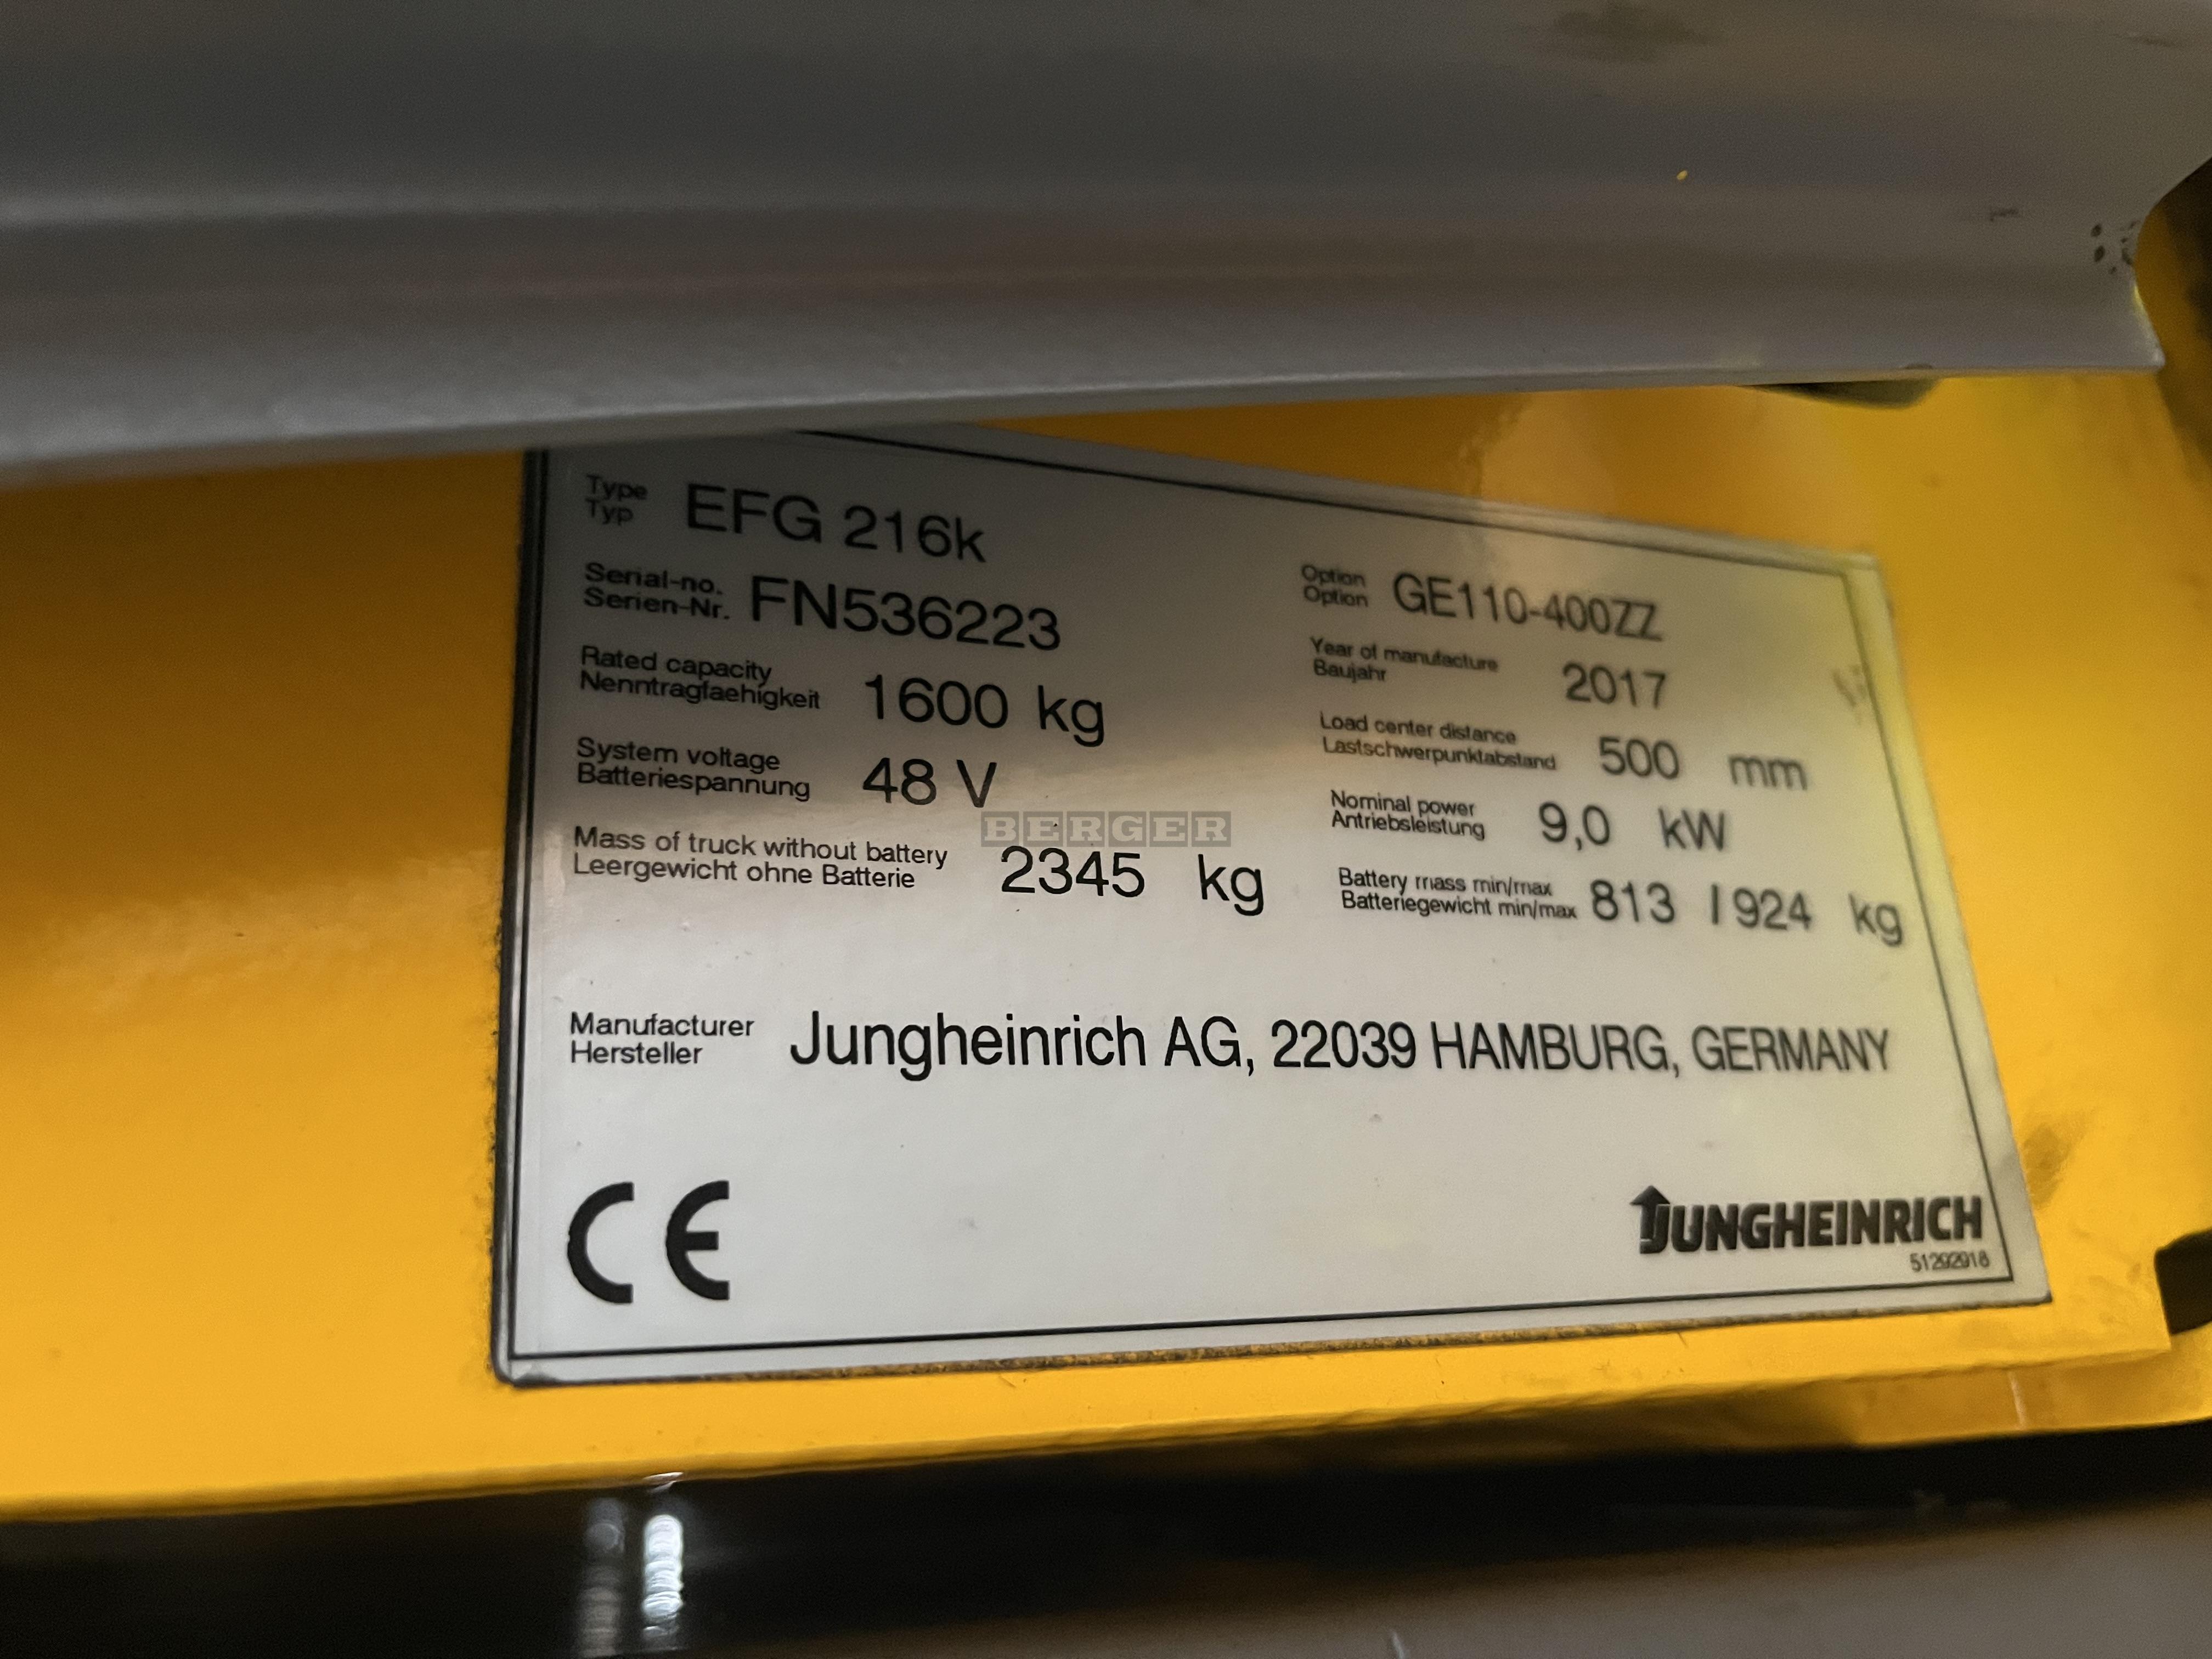 Type
Typ EFG 216k
Serial-no.
Serien-Nr. FN536223
Option
Option GE110-400ZZ
Rated capacity
Nenntragfaehigkeit 1600 kg
Year of manufacture
Baujahr 2017
System voltage
Batteriespannung 48 V
Load center distance
Lastschwerpunktabstand 500 mm
Mass of truck without battery
Leergewicht ohne Batterie 2345 kg
Nominal power
Antriebsleistung 9,0 kW
Battery mass min/max
Batteriegewicht min/max 813 / 924 kg
BERGER
Manufacturer
Hersteller Jungheinrich AG, 22039 HAMBURG, GERMANY
CE
JUNGHEINRICH
51292918